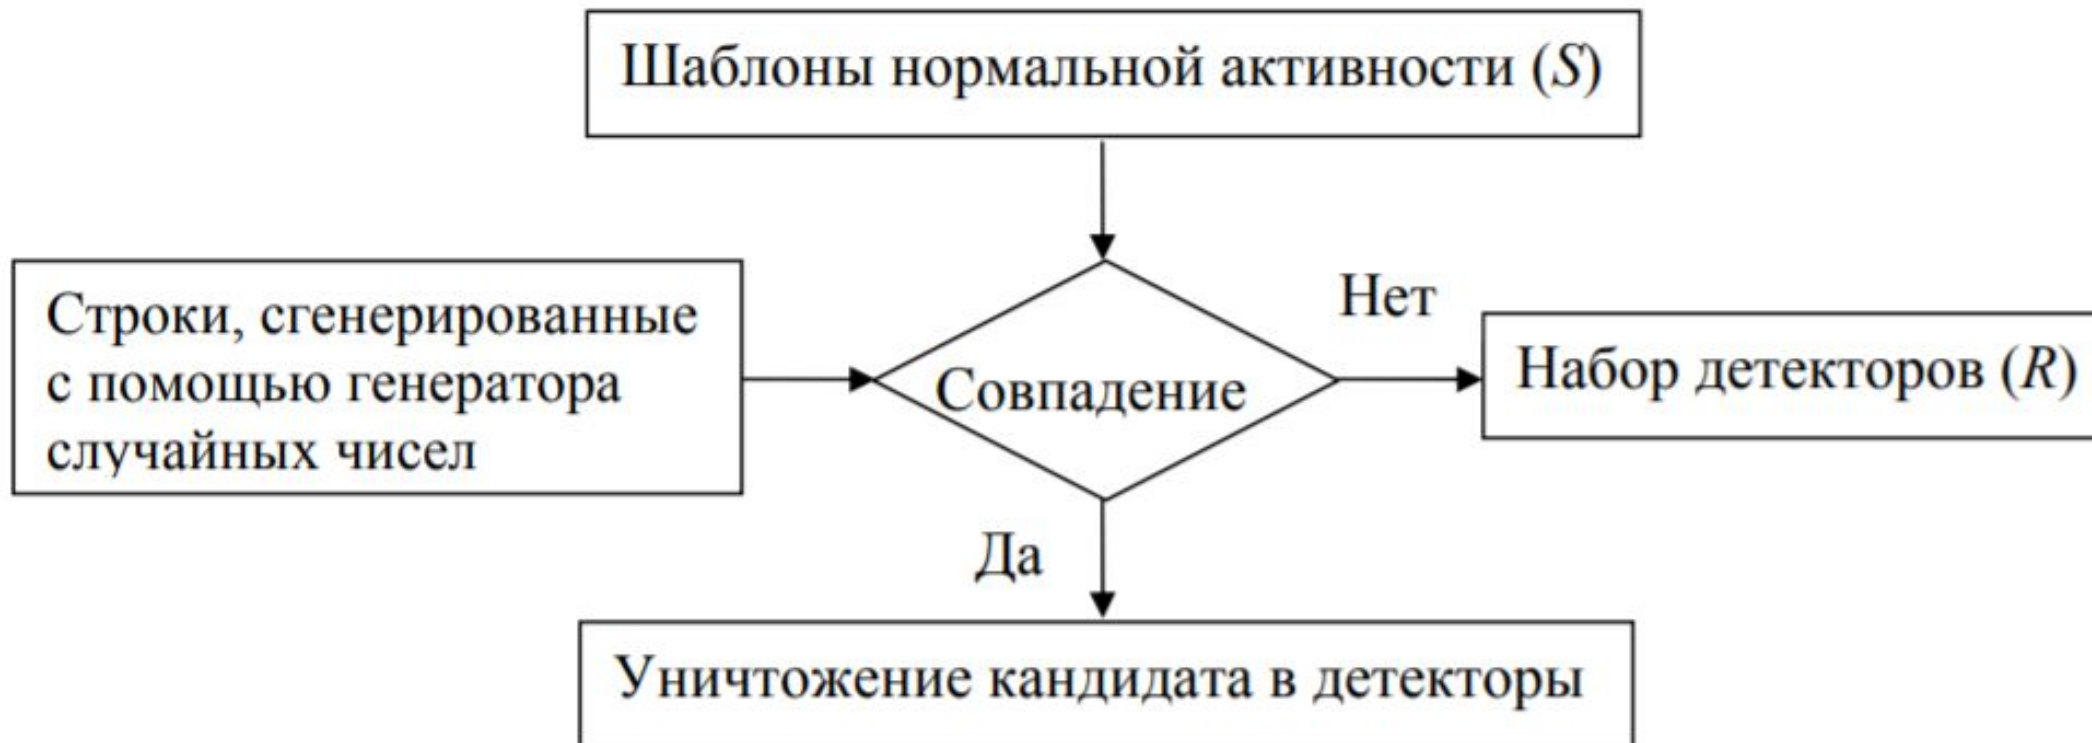 Шаблоны нормальной активности (S)
Строки, сгенерированные
с помощью генератора
случайных чисел
Совпадение
Нет
Набор детекторов (R)
Да
Уничтожение кандидата в детекторы